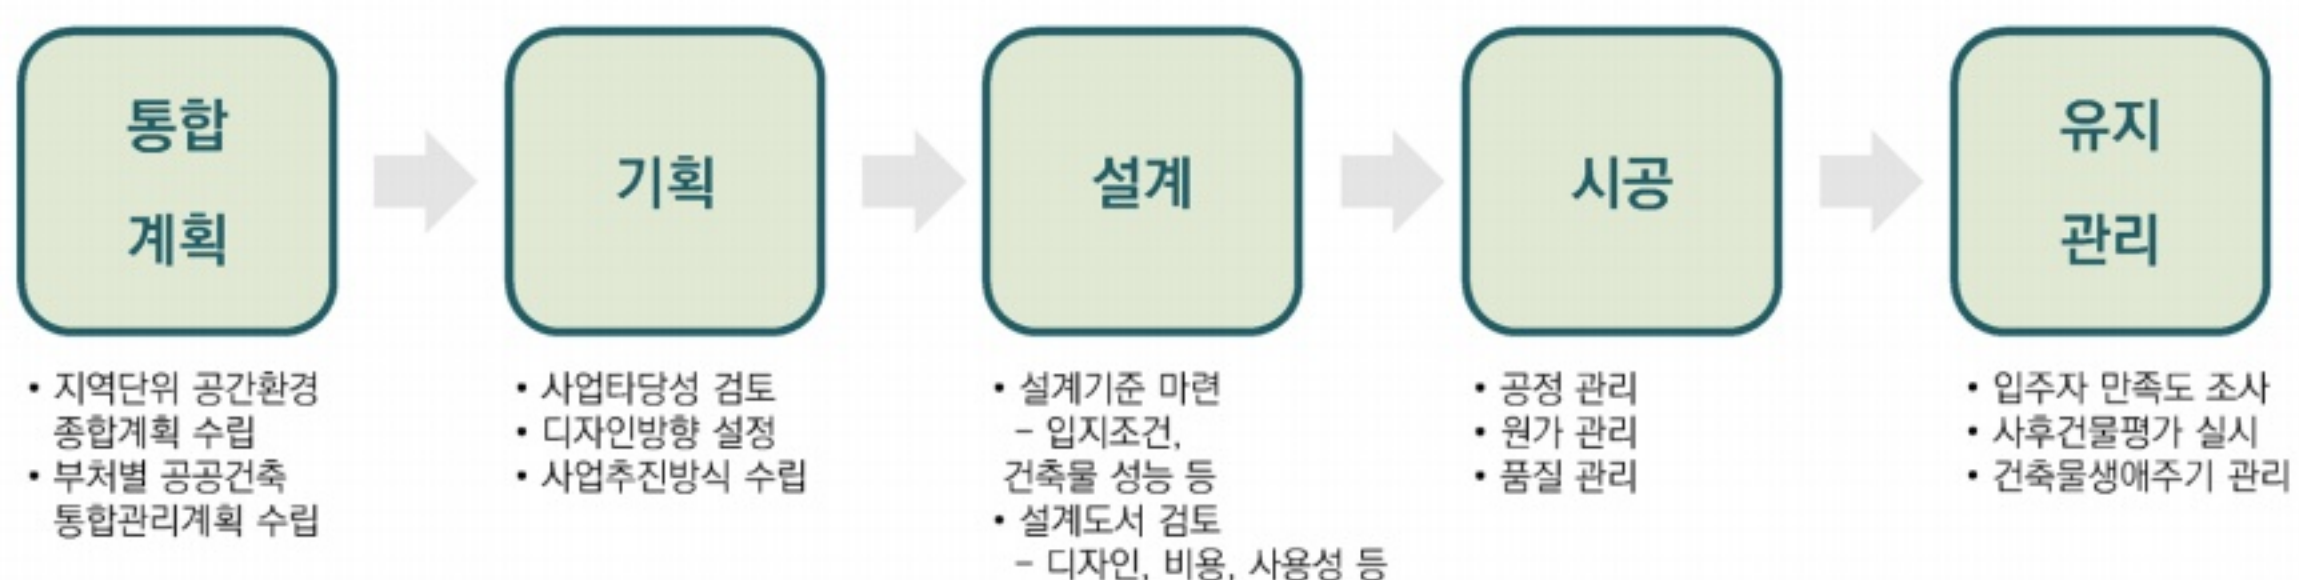 통합
계획
기획
설계
시공
유지
관리
• 지역단위 공간환경
종합계획 수립
• 부처별 공공건축
통합관리계획 수립
• 사업타당성 검토
• 디자인방향 설정
• 사업추진방식 수립
• 설계기준 마련
– 입지조건,
건축물 성능 등
• 설계도서 검토
– 디자인, 비용, 사용성 등
• 공정 관리
• 원가 관리
• 품질 관리
• 입주자 만족도 조사
• 사후건물평가 실시
• 건축물생애주기 관리